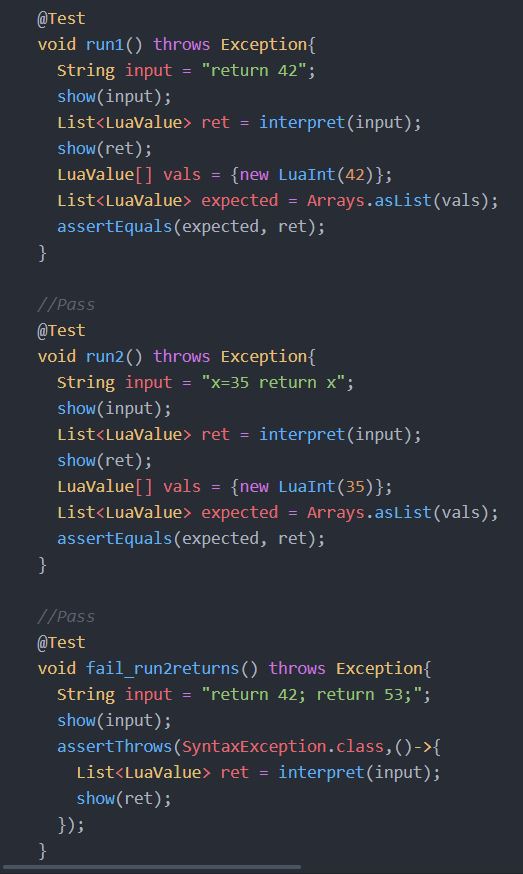 @Test
void run1() throws Exception{
String input = "return 42";
show(input);
List<LuaValue> ret = interpret(input);
show(ret);
LuaValue[] vals = {new LuaInt(42)};
List<LuaValue> expected = Arrays.asList(vals);
assertEquals(expected, ret);
}
//Pass
@Test
void run2() throws Exception{
String input = "x=35 return x";
show(input);
List<LuaValue> ret = interpret(input);
show(ret);
LuaValue[] vals = {new LuaInt(35)};
List<LuaValue> expected = Arrays.asList(vals);
assertEquals(expected, ret);
}
//Pass
@Test
void fail_run2returns() throws Exception{
String input = "return 42; return 53;";
show(input);
assertThrows(SyntaxException.class,()->{
List<LuaValue> ret = interpret(input);
show(ret);
});
}